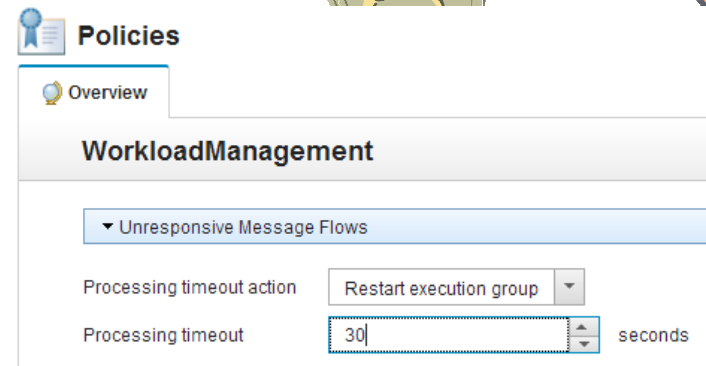 Policies
Overview
WorkloadManagement
Unresponsive Message Flows
Processing timeout action Restart execution group
Processing timeout 30 seconds